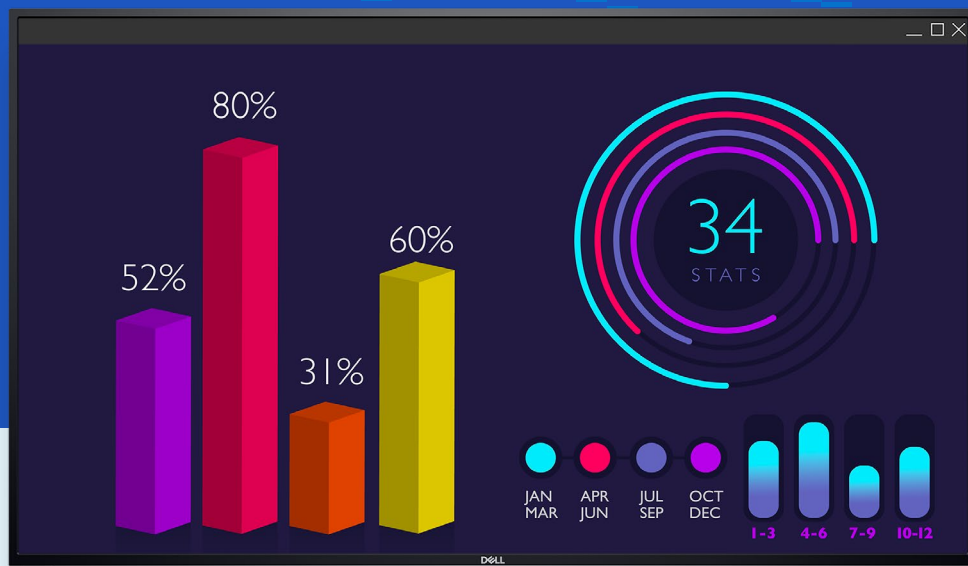 80%
52%
60%
31%
34
STATS
JAN
MAR
APR
JUN
JUL
SEP
OCT
DEC
1-3
4-6
7-9
10-12
DELL